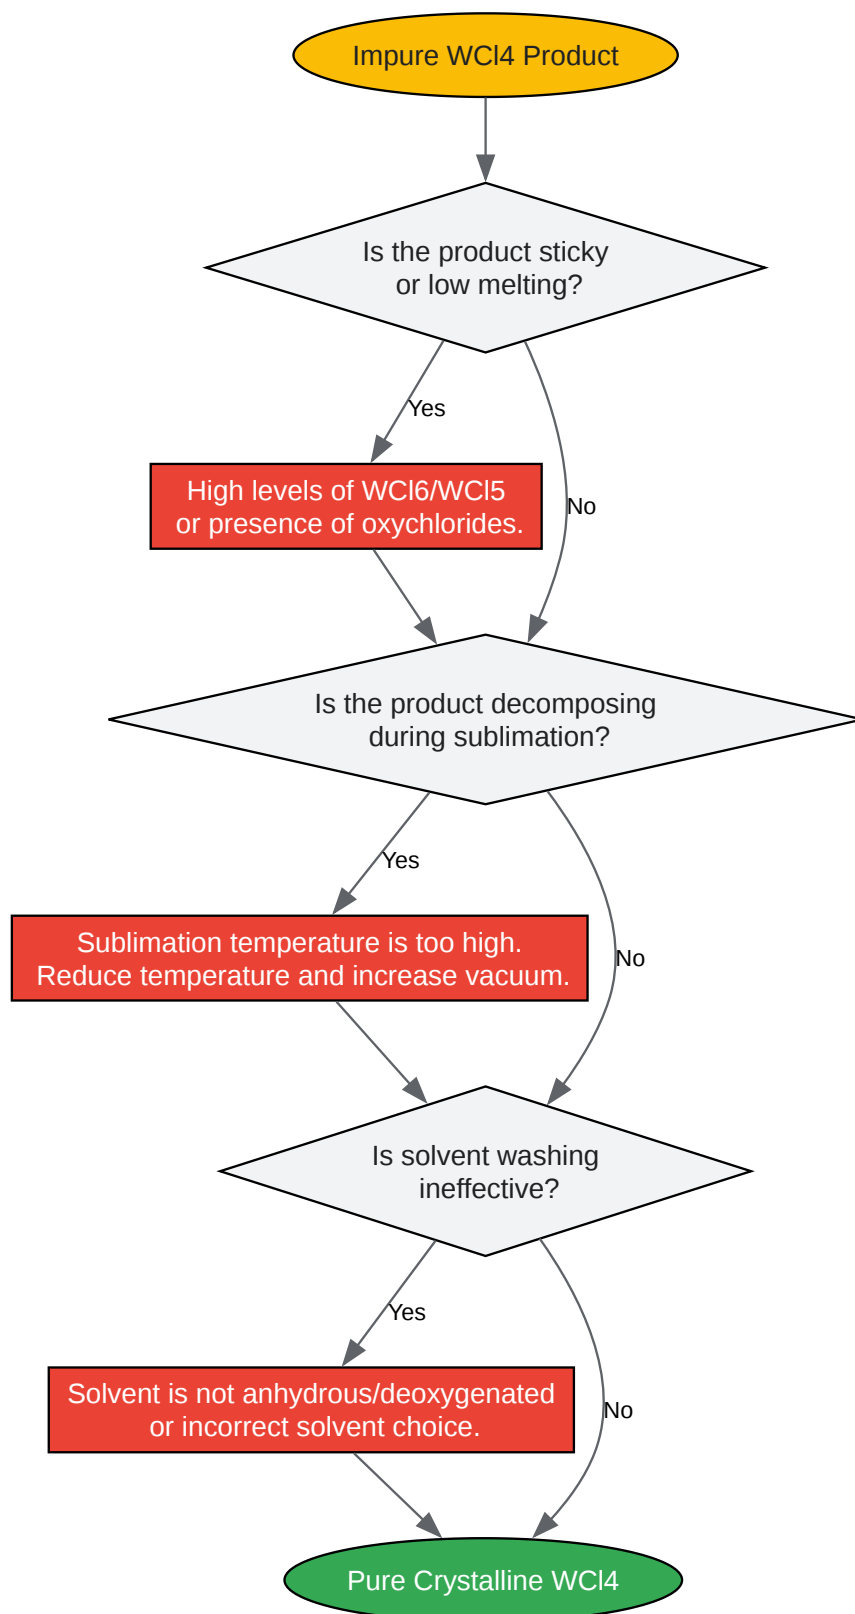 Impure WCl4 Product
Is the product sticky
or low melting?
Yes
High levels of WCl6/WCl5
or presence of oxychlorides.
No
Is the product decomposing
during sublimation?
Yes
Sublimation temperature is too high.
Reduce temperature and increase vacuum.
No
Is solvent washing
ineffective?
Yes
Solvent is not anhydrous/deoxygenated
or incorrect solvent choice.
No
Pure Crystalline WCl4